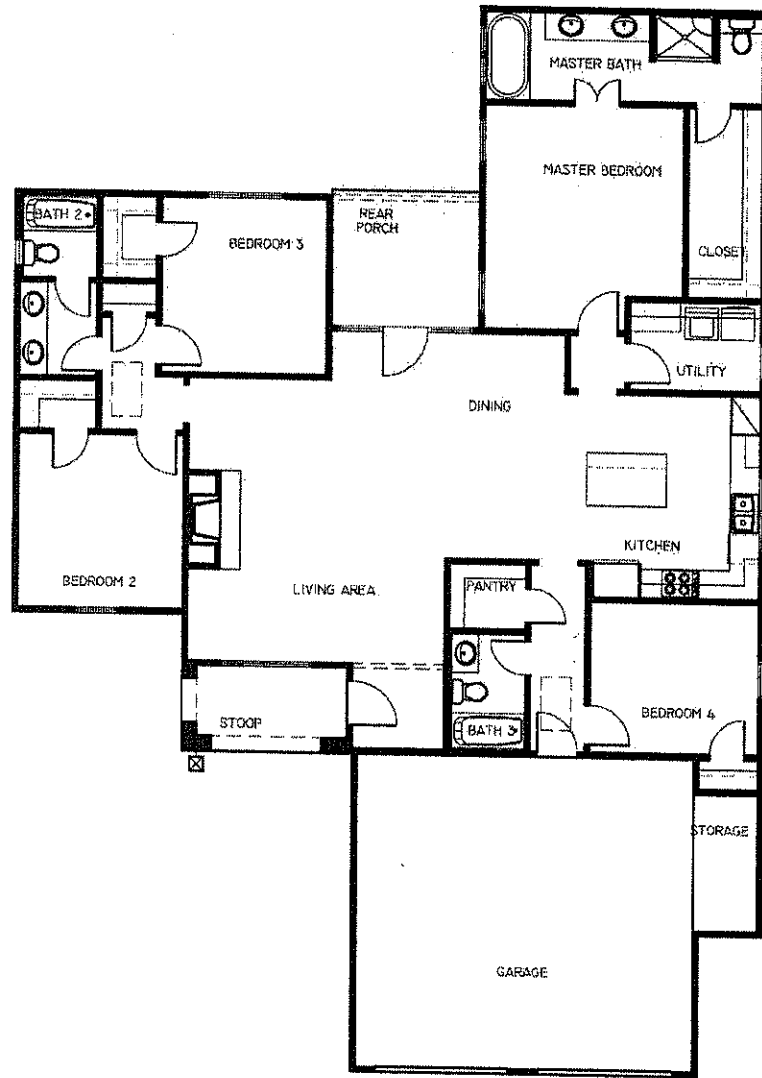 MASTER BATH
MASTER BEDROOM
BATH 2
REAR
PORCH
BEDROOM 3
CLOSET
UTILITY
DINING
KITCHEN
BEDROOM 2
LIVING AREA
PANTRY
STOOP
BATH 3
BEDROOM 4
STORAGE
GARAGE